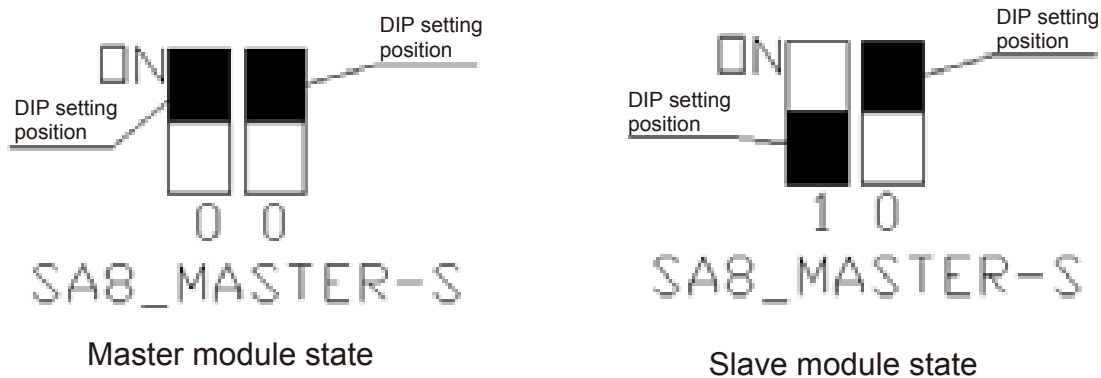 DIP setting
position
ON
DIP setting
position
0 0
SA8_MASTER-S
Master module state
DIP setting
position
ON
DIP setting
position
1 0
SA8_MASTER-S
Slave module state